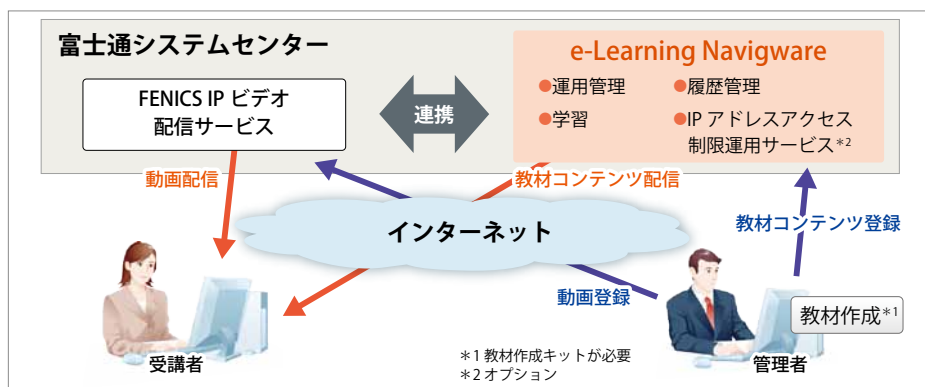 富士通システムセンター
FENICS IP ビデオ
配信サービス
連携
e-Learning Navigware
●運用管理
●履歴管理
●学習
●IP アドレスアクセス
制限運用サービス*2
動画配信
教材コンテンツ配信
インターネット
教材コンテンツ登録
動画登録
教材作成*1
受講者
管理者
*1 教材作成キットが必要
*2 オプション